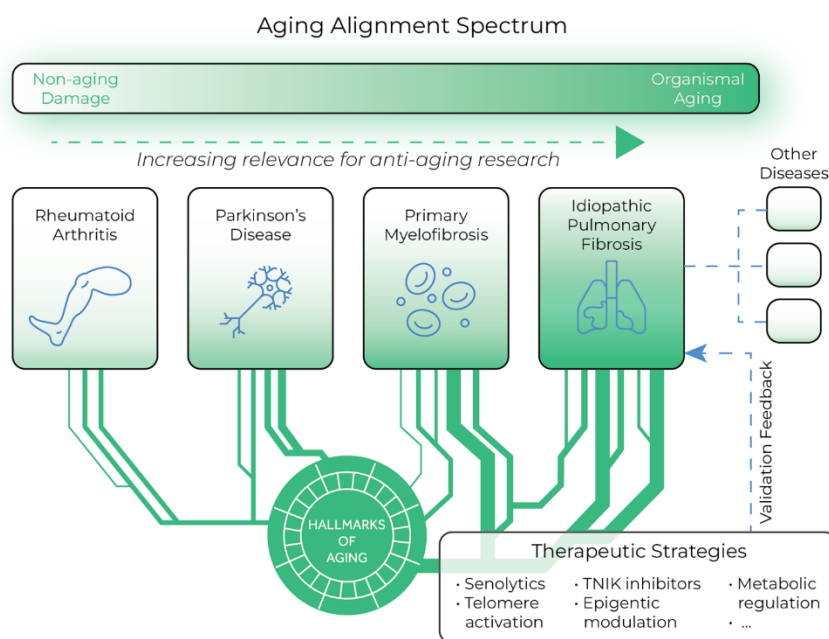 Aging Alignment Spectrum
Non-aging
Damage
Organismal
Aging
Increasing relevance for anti-aging research
Other
Diseases
Rheumatoid
Arthritis
Parkinson's
Disease
Primary
Myelofibrosis
Idiopathic
Pulmonary
Fibrosis
Validation Feedback
HALLMARKS
OF
AGING
Therapeutic Strategies
· Senolytics
· Telomere
activation
· TNIK inhibitors
· Epigentic
modulation
· Metabolic
regulation
· ...